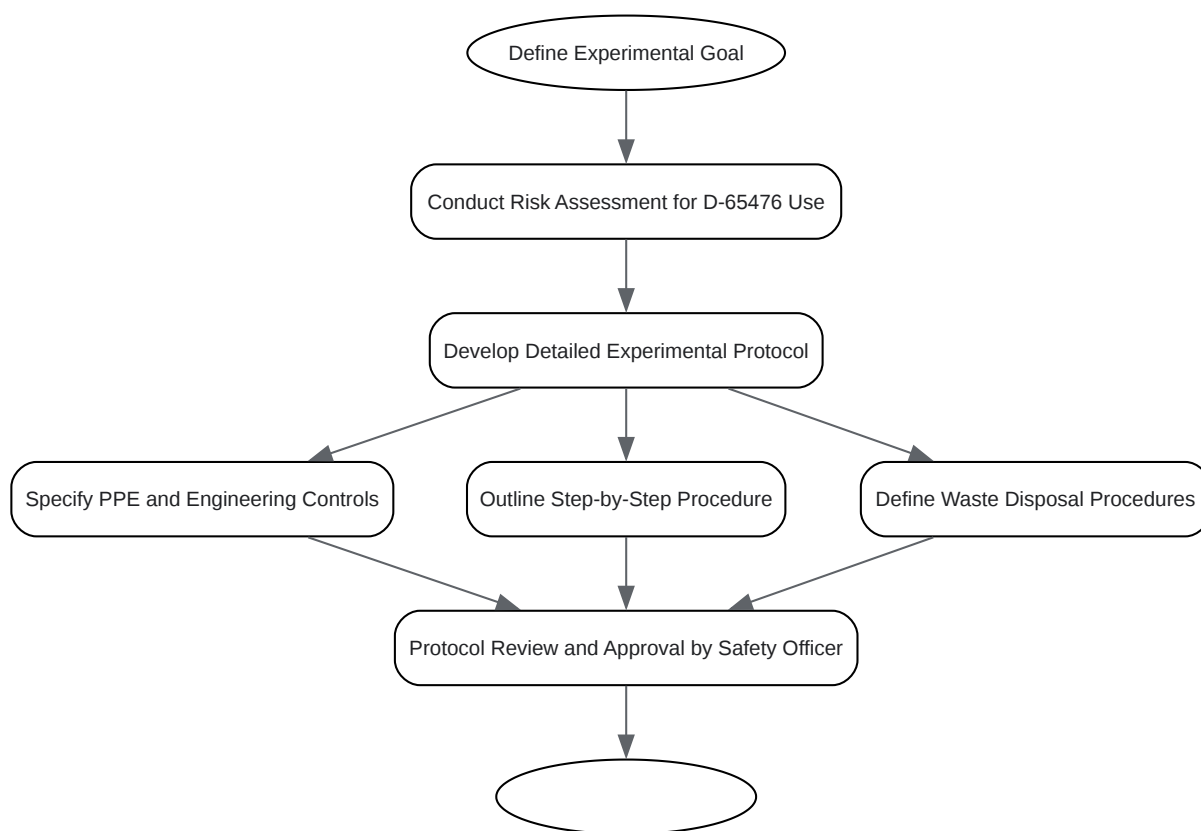 Define Experimental Goal
Conduct Risk Assessment for D-65476 Use
Develop Detailed Experimental Protocol
Specify PPE and Engineering Controls
Outline Step-by-Step Procedure
Define Waste Disposal Procedures
Protocol Review and Approval by Safety Officer